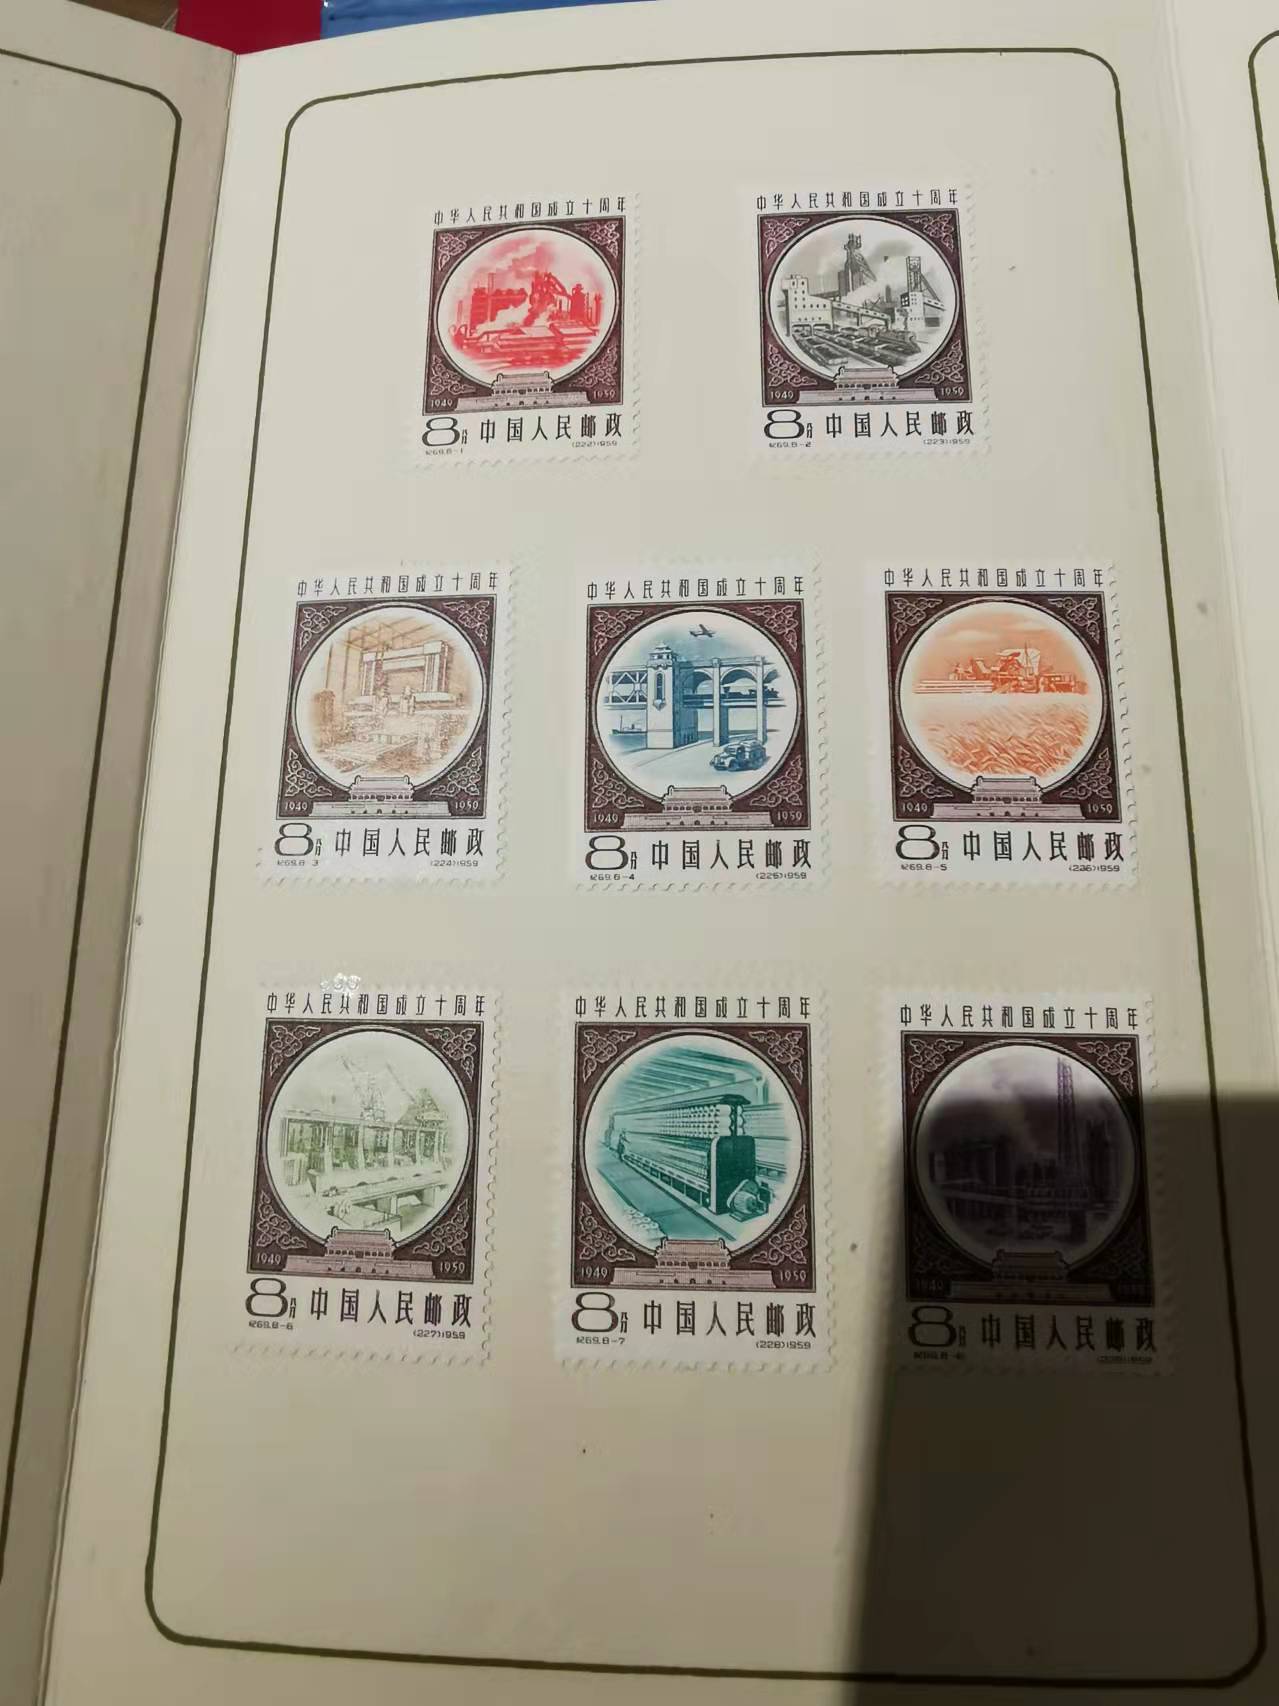 中华人民共和国成立十周年
1949 1959
8分 中国人民邮政
纪69.8-1 (222)1959
中华人民共和国成立十周年
1949 1959
8分 中国人民邮政
纪69.8-2 (223)1959
中华人民共和国成立十周年
1949 1959
8分 中国人民邮政
纪69.8-3 (224)1959
中华人民共和国成立十周年
1949 1959
8分 中国人民邮政
纪69.8-4 (225)1959
中华人民共和国成立十周年
1949 1959
8分 中国人民邮政
纪69.8-5 (226)1959
中华人民共和国成立十周年
1949 1959
8分 中国人民邮政
纪69.8-6 (227)1959
中华人民共和国成立十周年
1949 1959
8分 中国人民邮政
纪69.8-7 (228)1959
中华人民共和国成立十周年
1949
8分 中国人民邮政